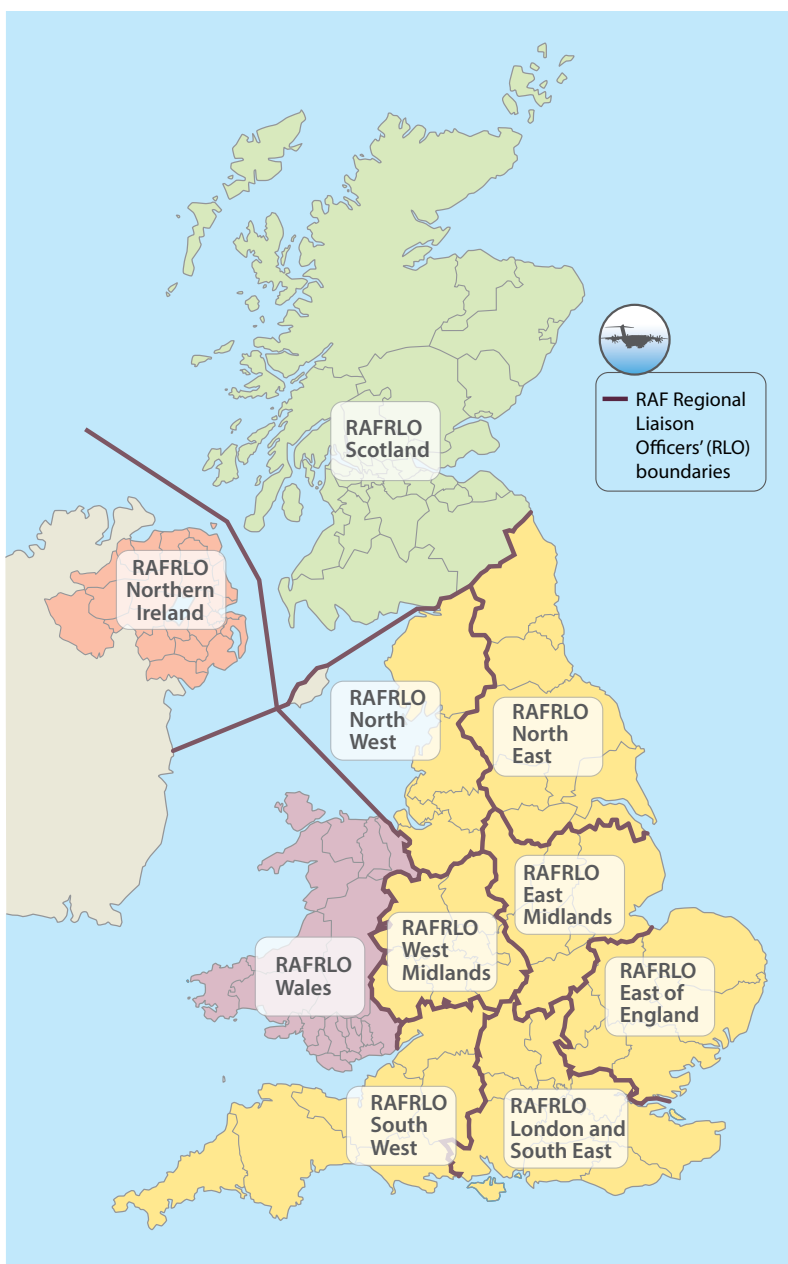 RAFRLO
Scotland
RAF Regional
Liaison
Officers’ (RLO)
boundaries
RAFRLO
Northern
Ireland
RAFRLO
North
West
RAFRLO
North
East
RAFRLO
East
Midlands
RAFRLO
West
Midlands
RAFRLO
Wales
RAFRLO
East of
England
RAFRLO
South
West
RAFRLO
London and
South East